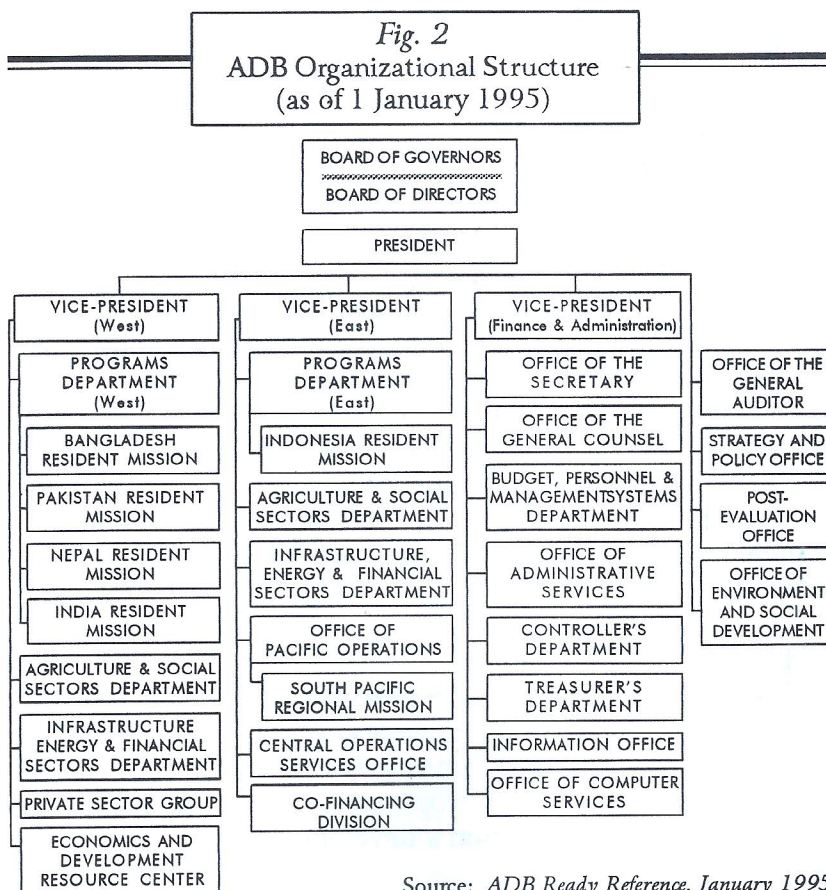 Fig. 2
ADB Organizational Structure
(as of 1 January 1995)
BOARD OF GOVERNORS
BOARD OF DIRECTORS
PRESIDENT
VICE-PRESIDENT
(West)
PROGRAMS
DEPARTMENT
(West)
BANGLADESH
RESIDENT MISSION
PAKISTAN RESIDENT
MISSION
NEPAL RESIDENT
MISSION
INDIA RESIDENT
MISSION
AGRICULTURE & SOCIAL
SECTORS DEPARTMENT
INFRASTRUCTURE
ENERGY & FINANCIAL
SECTORS DEPARTMENT
PRIVATE SECTOR GROUP
ECONOMICS AND
DEVELOPMENT
RESOURCE CENTER
VICE-PRESIDENT
(East)
PROGRAMS
DEPARTMENT
(East)
INDONESIA RESIDENT
MISSION
AGRICULTURE & SOCIAL
SECTORS DEPARTMENT
INFRASTRUCTURE,
ENERGY & FINANCIAL
SECTORS DEPARTMENT
OFFICE OF
PACIFIC OPERATIONS
SOUTH PACIFIC
REGIONAL MISSION
CENTRAL OPERATIONS
SERVICES OFFICE
CO-FINANCING
DIVISION
VICE-PRESIDENT
(Finance & Administration)
OFFICE OF THE
SECRETARY
OFFICE OF THE
GENERAL COUNSEL
BUDGET, PERSONNEL &
MANAGEMENTSYSTEMS
DEPARTMENT
OFFICE OF
ADMINISTRATIVE
SERVICES
CONTROLLER'S
DEPARTMENT
TREASURER'S
DEPARTMENT
INFORMATION OFFICE
OFFICE OF COMPUTER
SERVICES
OFFICE OF THE
GENERAL
AUDITOR
STRATEGY AND
POLICY OFFICE
POST-
EVALUATION
OFFICE
OFFICE OF
ENVIRONMENT
AND SOCIAL
DEVELOPMENT
Source: ADB Ready Reference, January 1995